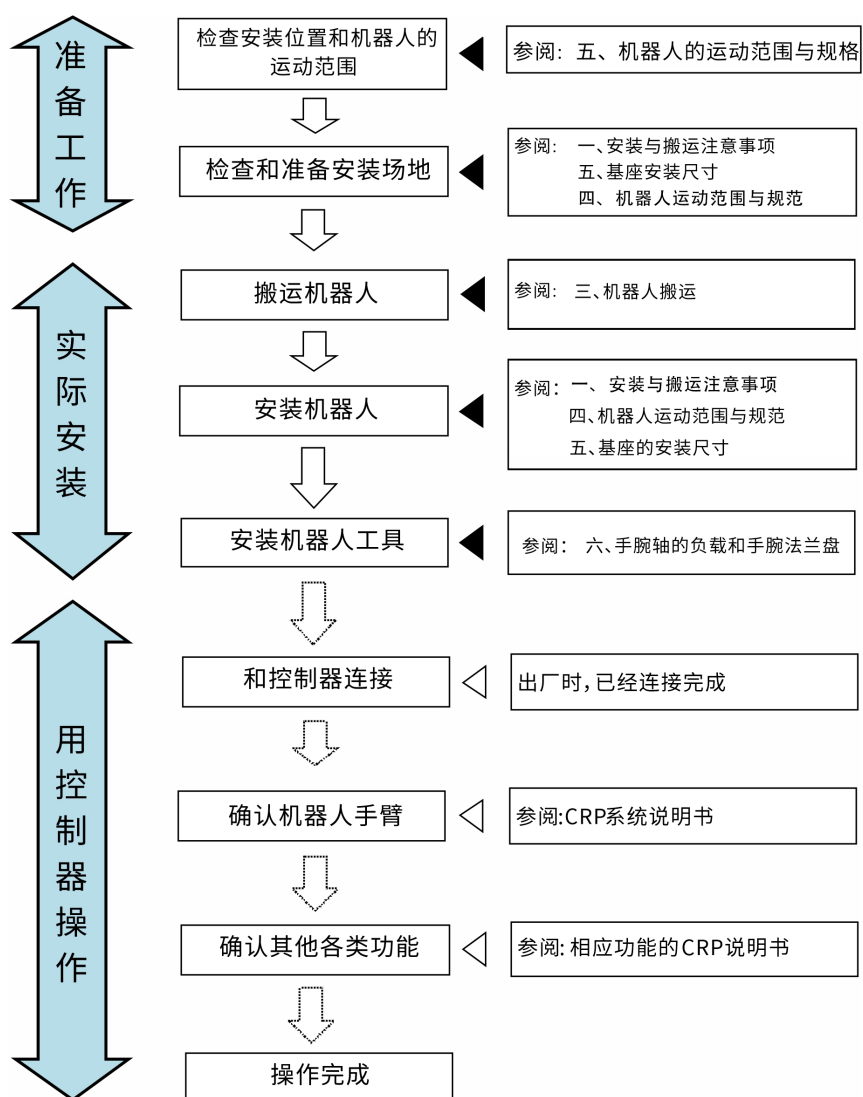 准备工作
检查安装位置和机器人的
运动范围
参阅: 五、机器人的运动范围与规格
检查和准备安装场地
参阅: 一、安装与搬运注意事项
五、基座安装尺寸
四、机器人运动范围与规范
实际安装
搬运机器人
参阅: 三、机器人搬运
安装机器人
参阅: 一、安装与搬运注意事项
四、机器人运动范围与规范
五、基座的安装尺寸
安装机器人工具
参阅: 六、手腕轴的负载和手腕法兰盘
用控制器操作
和控制器连接
出厂时,已经连接完成
确认机器人手臂
参阅:CRP系统说明书
确认其他各类功能
参阅: 相应功能的CRP说明书
操作完成